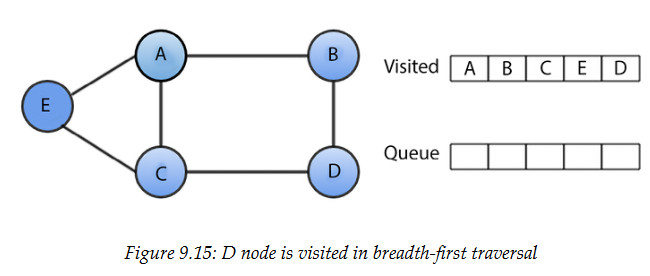 A
B
Visited A B C E D
E
Queue
C
D
Figure 9.15: D node is visited in breadth-first traversal